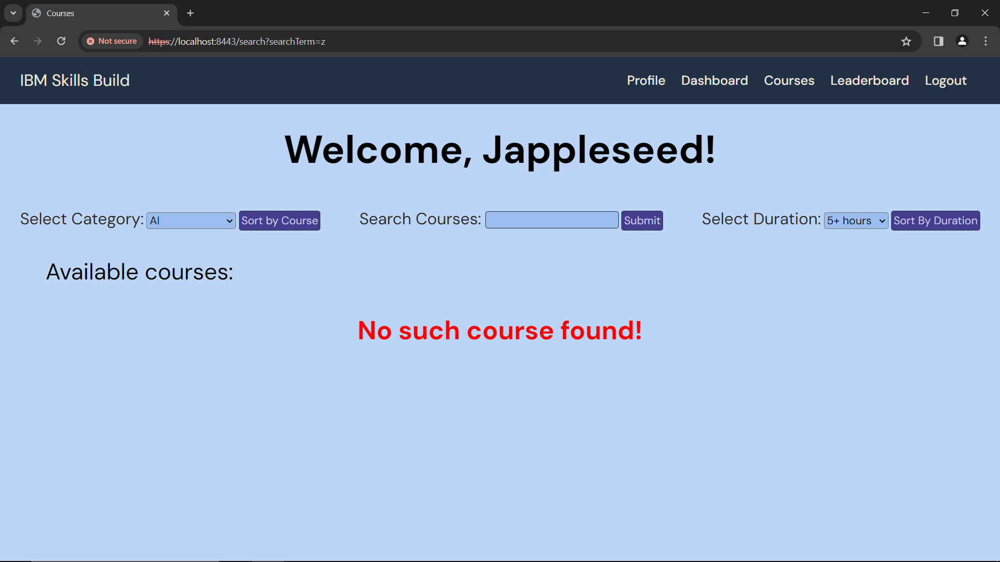 Courses
Not secure https://localhost:8443/search?searchTerm=z
IBM Skills Build Profile Dashboard Courses Leaderboard Logout
Welcome, Jappleseed!
Select Category: AI Sort by Course Search Courses: Submit Select Duration: 5+ hours Sort By Duration
Available courses:
No such course found!